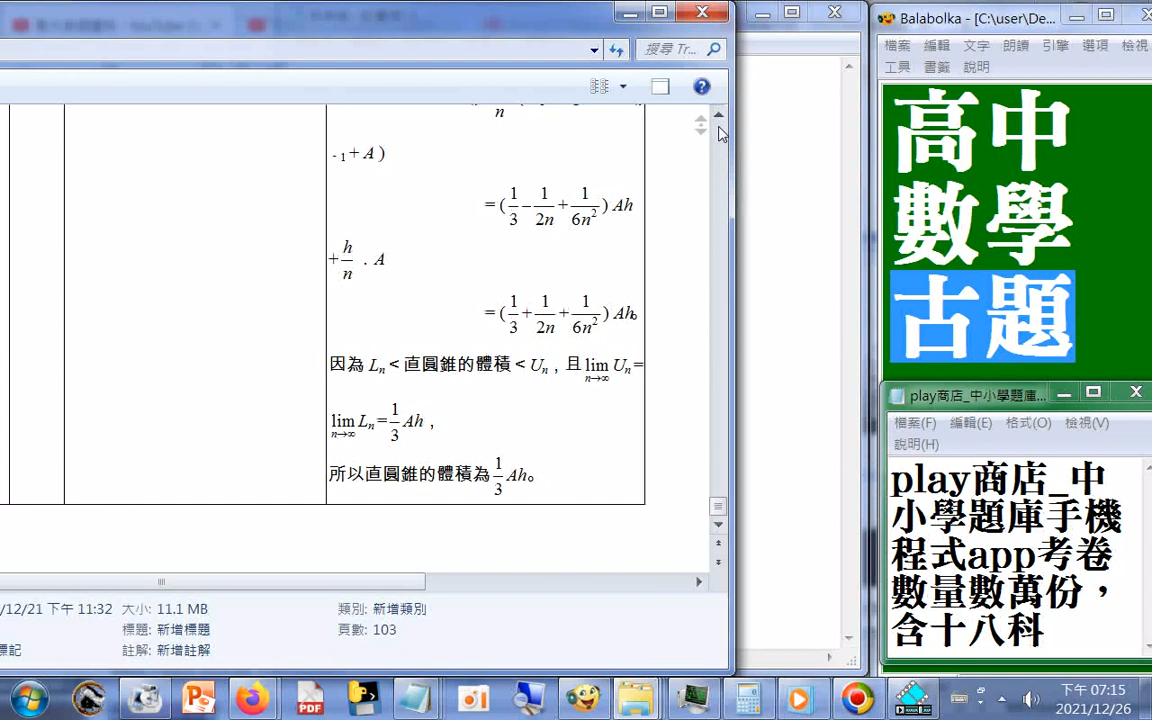 搜尋 Tr...
n
- 1 + A )
= ( 1/3 − 1/2n + 1/6n² ) Ah
+ h/n . A
= ( 1/3 + 1/2n + 1/6n² ) Ah。
因為 Lₙ < 直圓錐的體積 < Uₙ , 且 lim n→∞ Uₙ =
lim n→∞ Lₙ = 1/3 Ah ,
所以直圓錐的體積為 1/3 Ah。
/12/21 下午 11:32 大小: 11.1 MB 類別: 新增類別
標題: 新增標題 頁數: 103
標記 註解: 新增註解
Balabolka - [C:\user\De...
檔案 編輯 文字 朗讀 引擎 選項 檢視
工具 書籤 說明
高中
數學
古題
play商店_中小學題庫...
檔案(F) 編輯(E) 格式(O) 檢視(V)
說明(H)
play商店_中
小學題庫手機
程式app考卷
數量數萬份，
含十八科
PDF
下午 07:15
2021/12/26